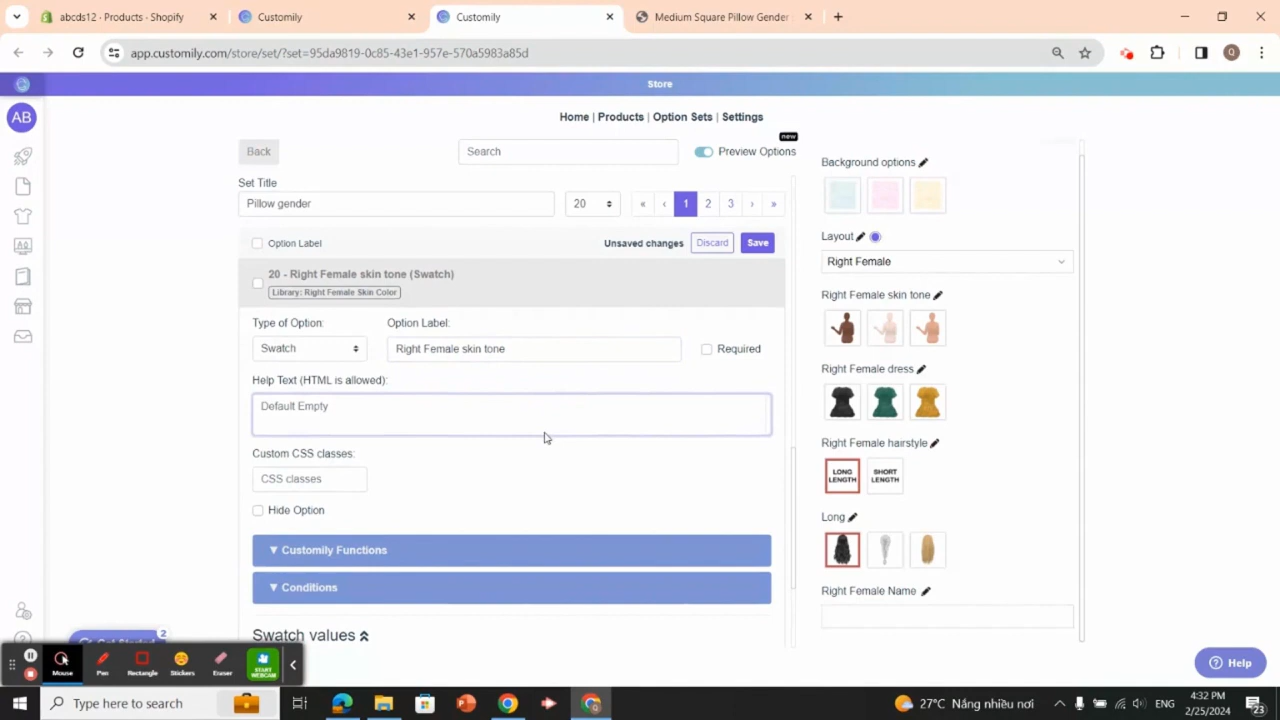 abcds12 · Products · Shopify
Customily
Customily
Medium Square Pillow Gender
app.customily.com/store/set/?set=95da9819-0c85-43e1-957e-570a5983a85d
Q
Store
AB
Home | Products | Option Sets | Settings
new
Back
Search
Preview Options
Set Title
Pillow gender
20
« ‹ 1 2 3 › »
Option Label
Unsaved changes
Discard
Save
20 - Right Female skin tone (Swatch)
Library: Right Female Skin Color
Type of Option:
Option Label:
Swatch
Right Female skin tone
Required
Help Text (HTML is allowed):
Default Empty
Custom CSS classes:
CSS classes
Hide Option
▼ Customily Functions
▼ Conditions
Swatch values
Background options
Layout
Right Female
Right Female skin tone
Right Female dress
Right Female hairstyle
LONG
LENGTH
SHORT
LENGTH
Long
Right Female Name
2
Mouse
Pen
Rectangle
Stickers
Eraser
START
WEBCAM
Help
Type here to search
27°C Nắng nhiều nơi
ENG
4:32 PM
2/25/2024
23